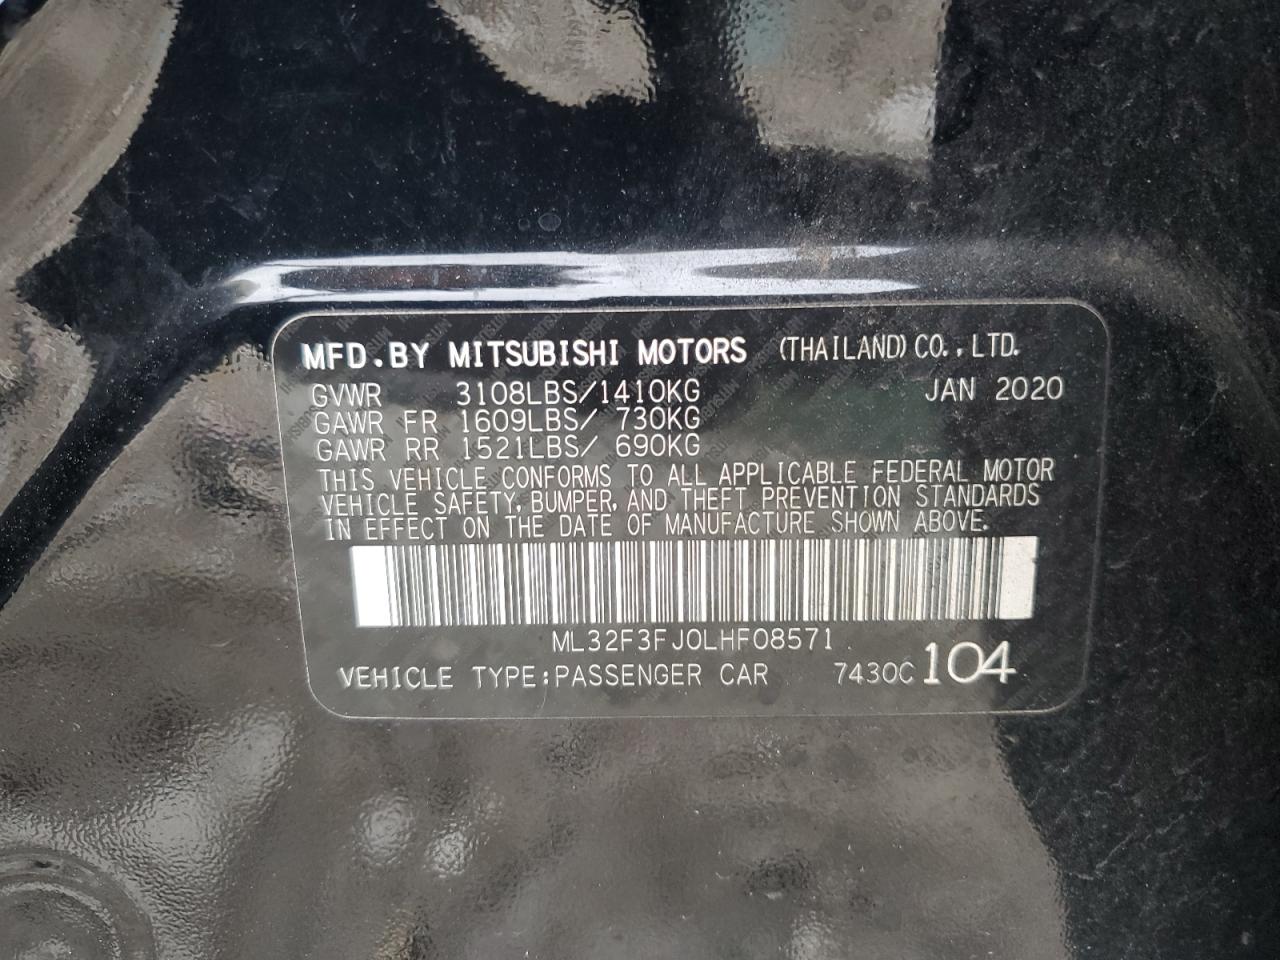 MFD.BY MITSUBISHI MOTORS (THAILAND) CO., LTD.
GVWR 3108LBS/1410KG JAN 2020
GAWR FR 1609LBS/ 730KG
GAWR RR 1521LBS/ 690KG
THIS VEHICLE CONFORMS TO ALL APPLICABLE FEDERAL MOTOR
VEHICLE SAFETY, BUMPER, AND THEFT PREVENTION STANDARDS
IN EFFECT ON THE DATE OF MANUFACTURE SHOWN ABOVE.
ML32F3FJ0LHF08571
VEHICLE TYPE:PASSENGER CAR 7430C 104